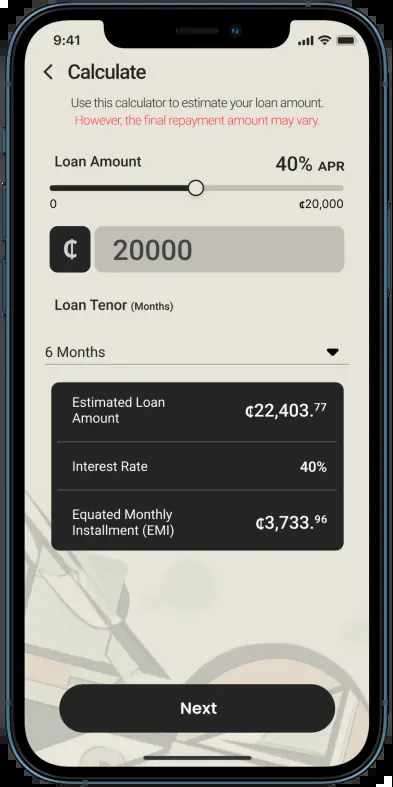 9:41
Calculate
Use this calculator to estimate your loan amount.
However, the final repayment amount may vary.
Loan Amount
40% APR
0
¢20,000
₵
20000
Loan Tenor (Months)
6 Months
Estimated Loan
Amount
¢22,403.77
Interest Rate
40%
Equated Monthly
Installment (EMI)
¢3,733.96
Next